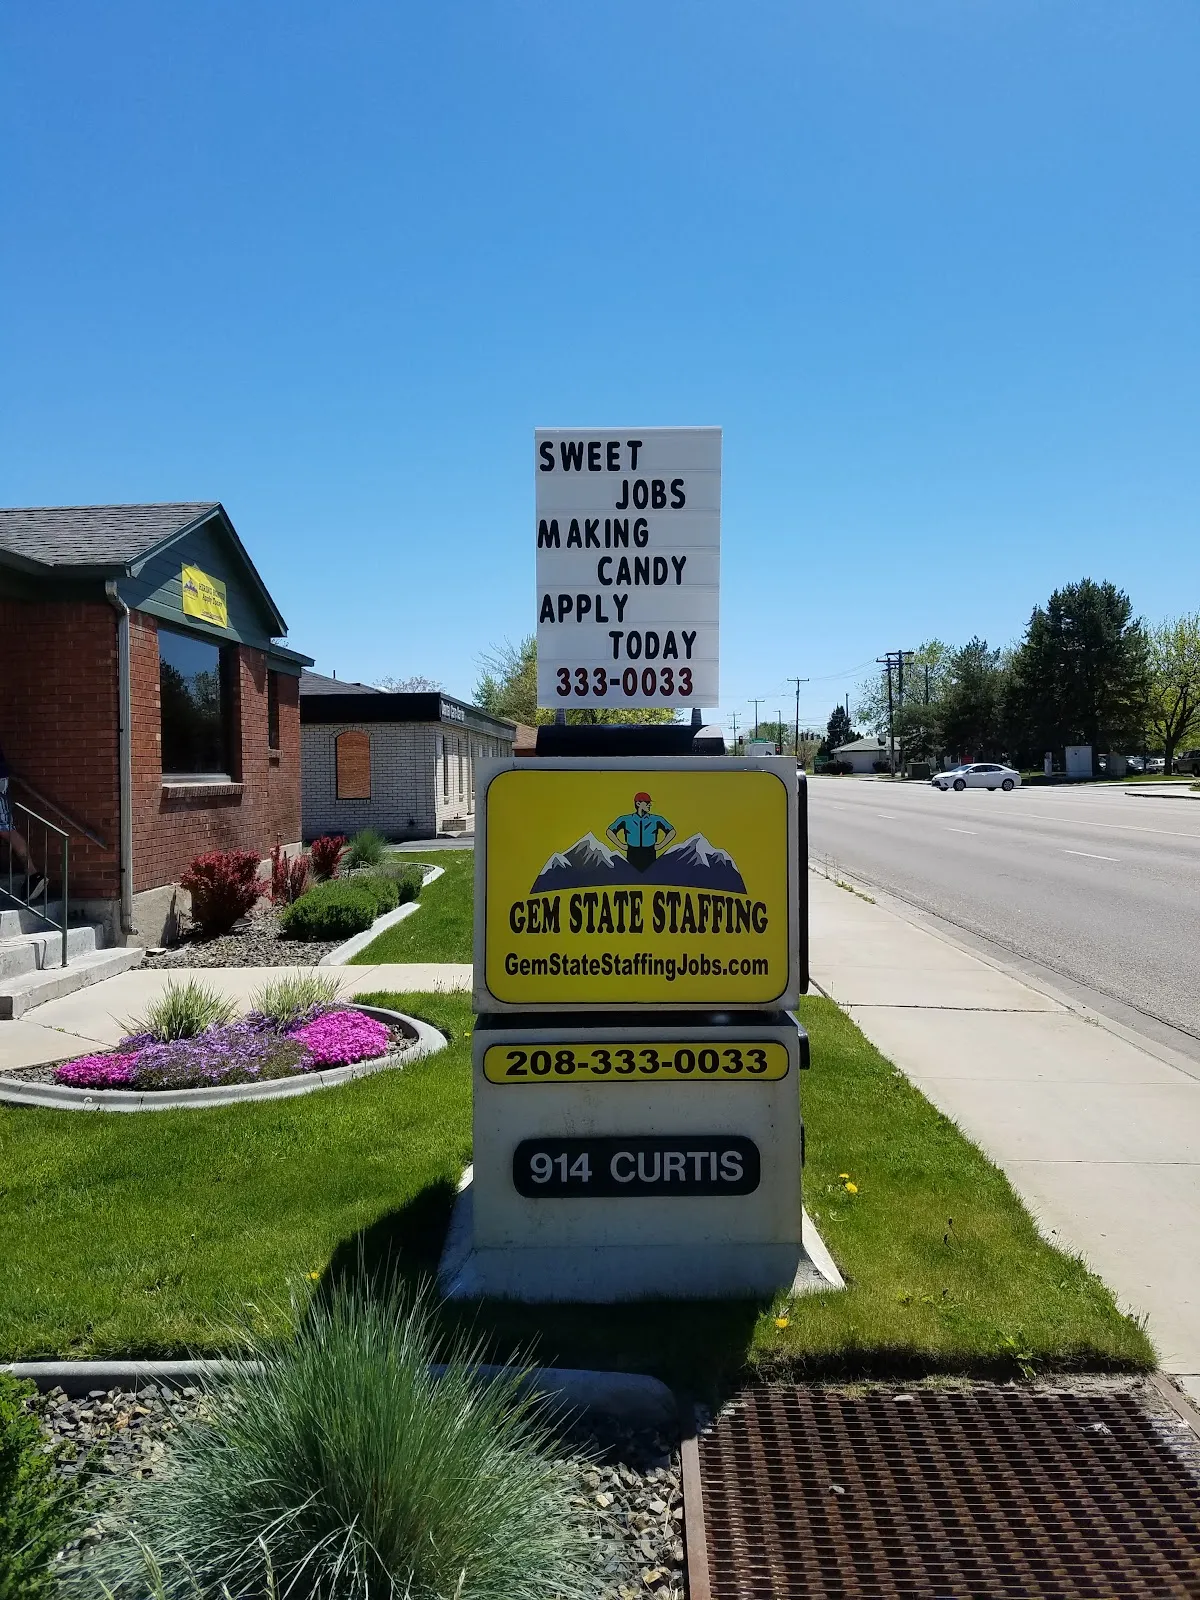 SWEET
JOBS
MAKING
CANDY
APPLY
TODAY
333-0033
GEM STATE STAFFING
GemStateStaffingJobs.com
208-333-0033
914 CURTIS